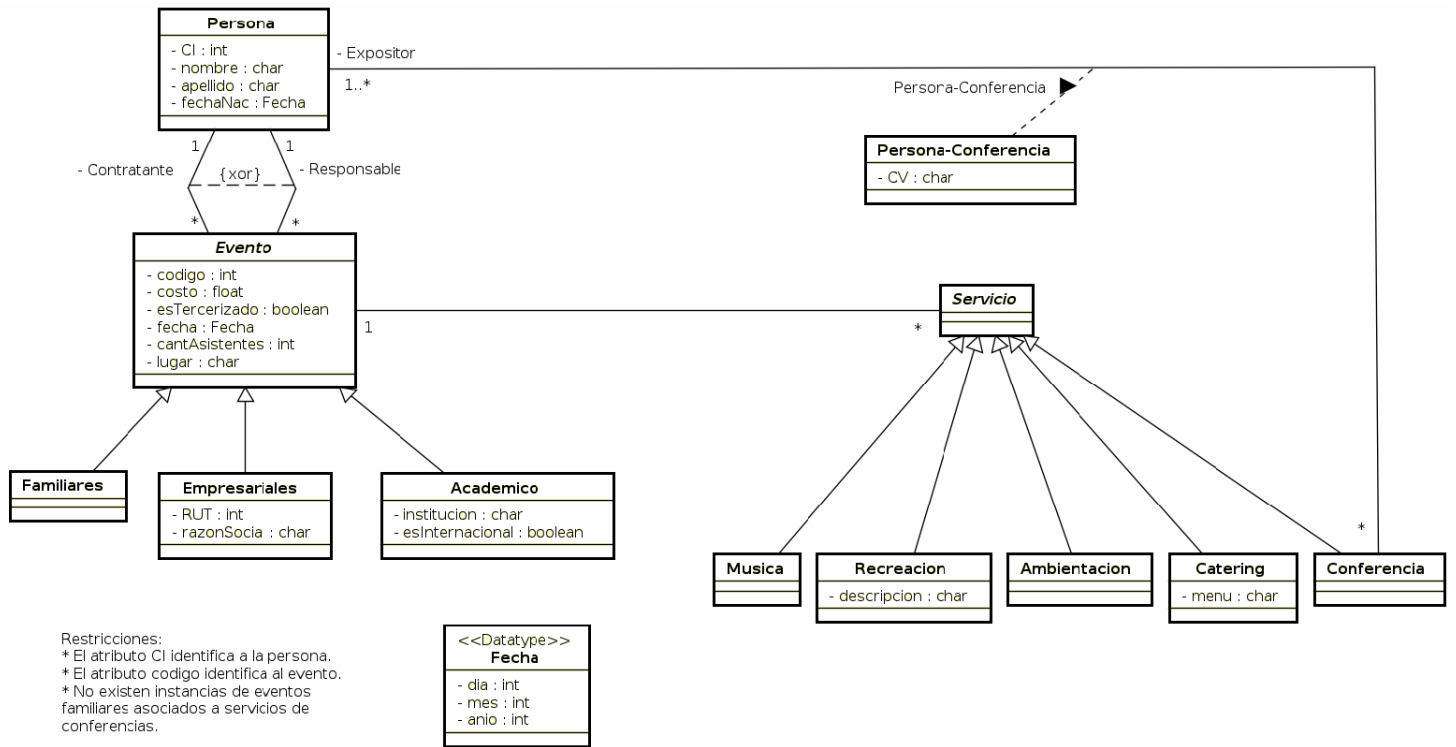 Persona
- CI : int
- nombre : char
- apellido : char
- fechaNac : Fecha
- Expositor
1..*
Persora-Conferencia
Persona-Conferencia
- CV : char
1
1
- Contratante
{xor}
- Responsable
*
*
Evento
- codigo : int
- costo : float
- esTercerizado : boolean
- fecha : Fecha
- cantAsistentes : int
- lugar : char
1
*
Servicio
Familiares
Empresariales
- RUT : int
- razonSocia : char
Academico
- institucion : char
- esInternacional : boolean
*
Musica
Recreacion
- descripcion : char
Ambientacion
Catering
- menu : char
Conferencia
Restricciones:
* El atributo CI identifica a la persona.
* El atributo codigo identifica al evento.
* No existen instancias de eventos
familiares asociados a servicios de
conferencias.
<<Datatype>>
Fecha
- dia : int
- mes : int
- anio : int